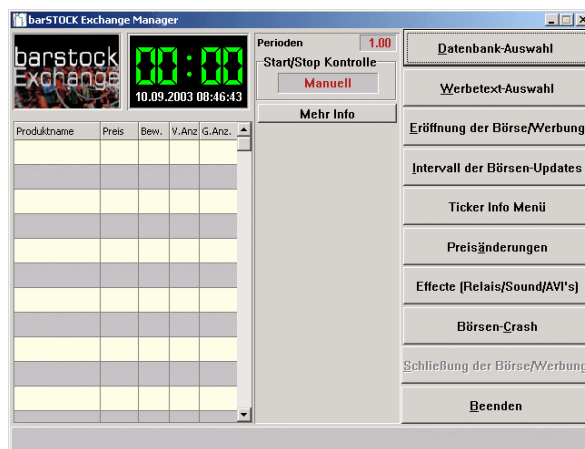 barSTOCK Exchange Manager
barstock
Exchange
00:00
10.09.2003 08:46:43
Perioden 1.00
Start/Stop Kontrolle
Manuell
Mehr Info
Produktname Preis Bew. V.Anz G.Anz.
Datenbank-Auswahl
Werbetext-Auswahl
Eröffnung der Börse/Werbung
Intervall der Börsen-Updates
Ticker Info Menü
Preisänderungen
Effecte (Relais/Sound/AVI's)
Börsen-Crash
Schließung der Börse/Werbung
Beenden